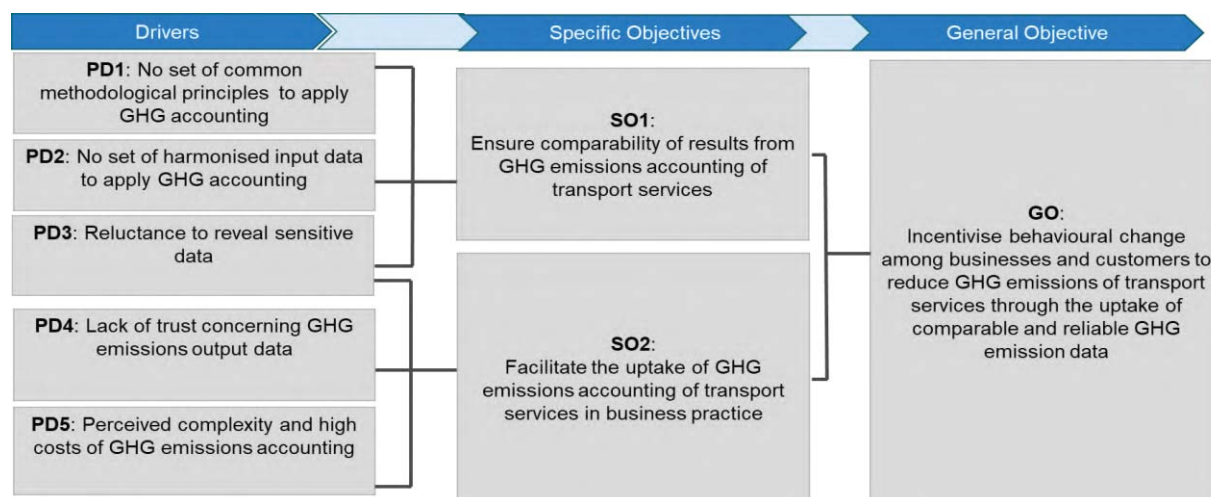 Drivers
Specific Objectives
General Objective
PD1: No set of common
methodological principles to apply
GHG accounting
PD2: No set of harmonised input data
to apply GHG accounting
PD3: Reluctance to reveal sensitive
data
PD4: Lack of trust concerning GHG
emissions output data
PD5: Perceived complexity and high
costs of GHG emissions accounting
SO1:
Ensure comparability of results from
GHG emissions accounting of
transport services
SO2:
Facilitate the uptake of GHG
emissions accounting of transport
services in business practice
GO:
Incentivise behavioural change
among businesses and customers to
reduce GHG emissions of transport
services through the uptake of
comparable and reliable GHG
emission data